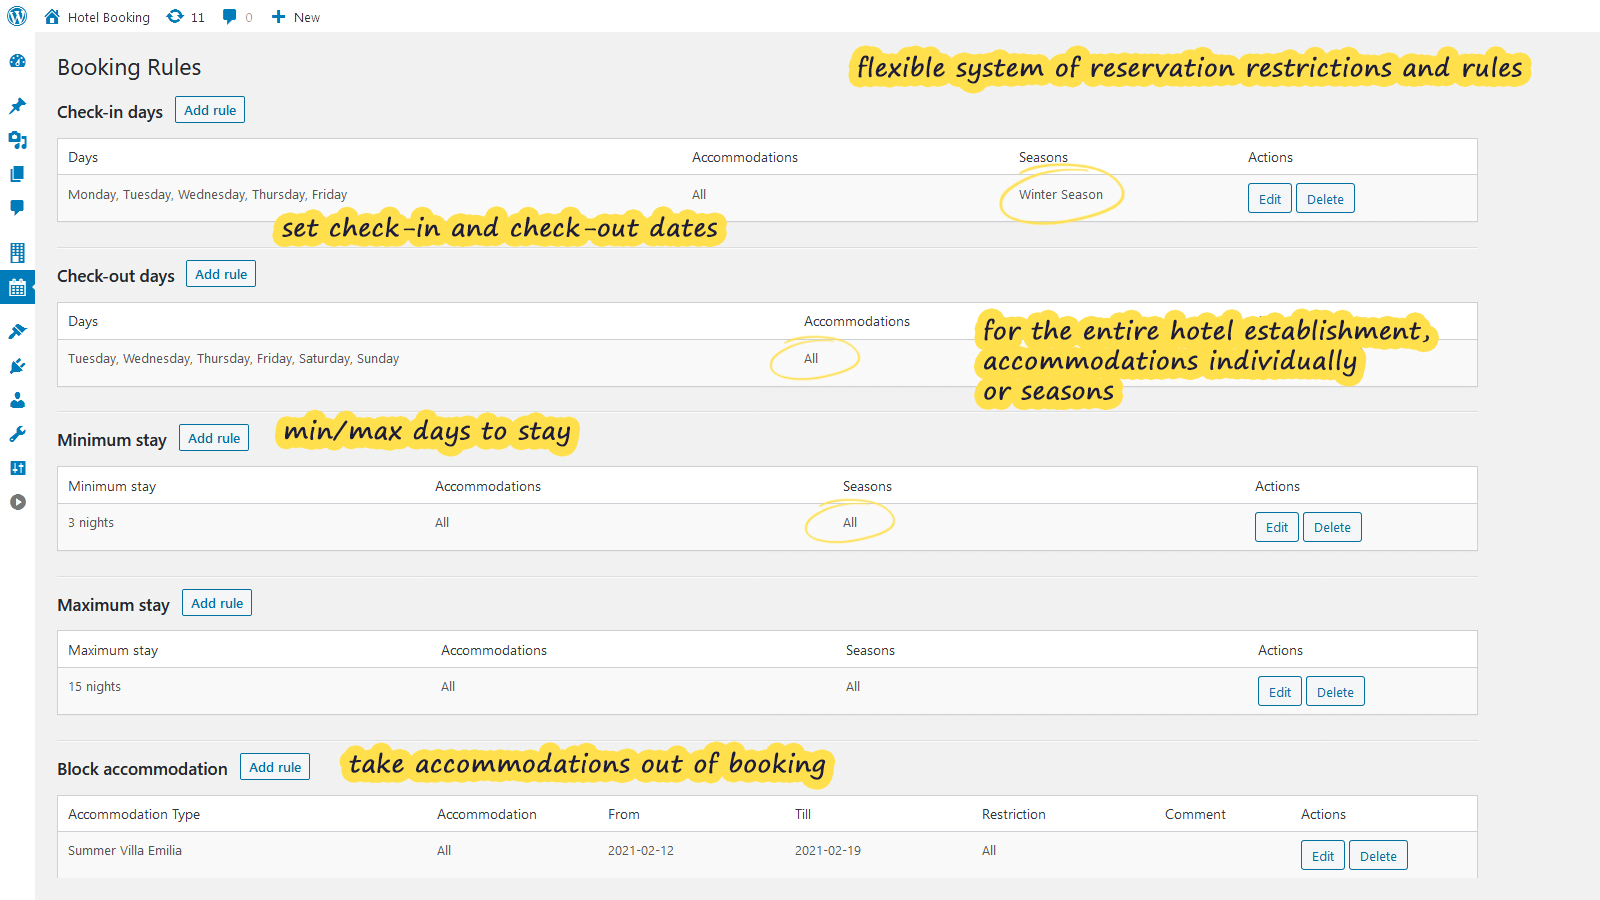 Hotel Booking 11 0 New
Booking Rules
flexible system of reservation restrictions and rules
Check-in days Add rule
Days Accommodations Seasons Actions
Monday, Tuesday, Wednesday, Thursday, Friday All Winter Season Edit Delete
set check-in and check-out dates
Check-out days Add rule
Days Accommodations
Tuesday, Wednesday, Thursday, Friday, Saturday, Sunday All
for the entire hotel establishment,
accommodations individually
or seasons
Minimum stay Add rule
min/max days to stay
Minimum stay Accommodations Seasons Actions
3 nights All All Edit Delete
Maximum stay Add rule
Maximum stay Accommodations Seasons Actions
15 nights All All Edit Delete
Block accommodation Add rule
take accommodations out of booking
Accommodation Type Accommodation From Till Restriction Comment Actions
Summer Villa Emilia All 2021-02-12 2021-02-19 All Edit Delete